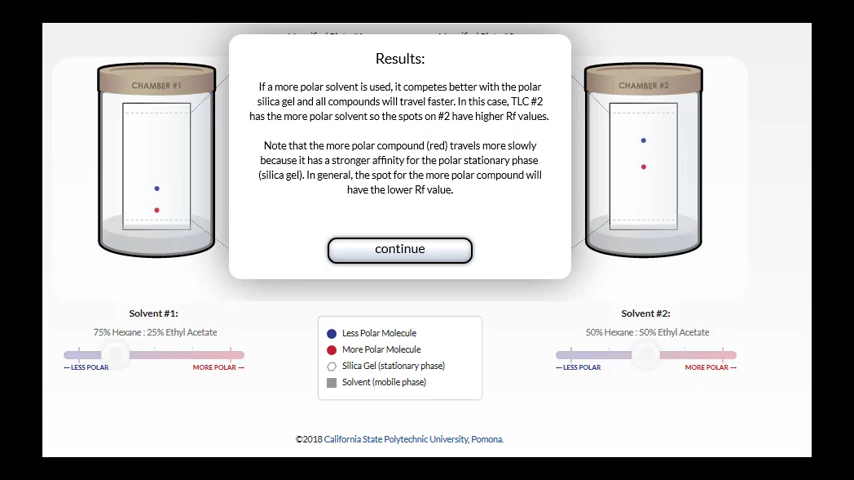 Results:
CHAMBER #1
CHAMBER #2
If a more polar solvent is used, it competes better with the polar
silica gel and all compounds will travel faster. In this case, TLC #2
has the more polar solvent so the spots on #2 have higher Rf values.
Note that the more polar compound (red) travels more slowly
because it has a stronger affinity for the polar stationary phase
(silica gel). In general, the spot for the more polar compound will
have the lower Rf value.
continue
Solvent #1:
75% Hexane : 25% Ethyl Acetate
LESS POLAR
MORE POLAR
Less Polar Molecule
More Polar Molecule
Silica Gel (stationary phase)
Solvent (mobile phase)
Solvent #2:
50% Hexane : 50% Ethyl Acetate
LESS POLAR
MORE POLAR
©2018 California State Polytechnic University, Pomona.